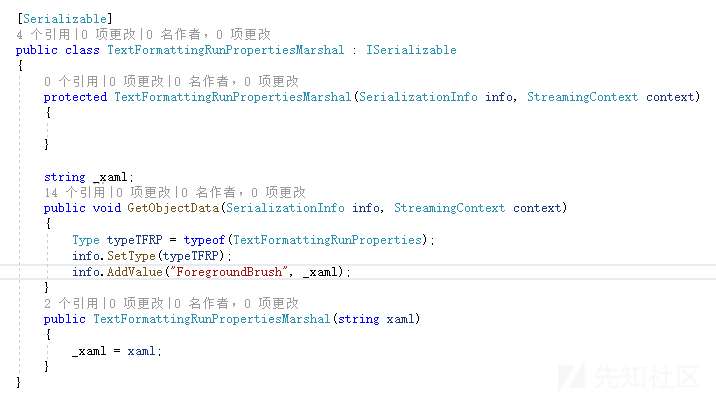 [Serializable]
4 个引用|0 项更改|0 名作者，0 项更改
public class TextFormattingRunPropertiesMarshal : ISerializable
{
0 个引用|0 项更改|0 名作者，0 项更改
protected TextFormattingRunPropertiesMarshal(SerializationInfo info, StreamingContext context)
{
}
string _xaml;
14 个引用|0 项更改|0 名作者，0 项更改
public void GetObjectData(SerializationInfo info, StreamingContext context)
{
Type typeTFRP = typeof(TextFormattingRunProperties);
info.SetType(typeTFRP);
info.AddValue("ForegroundBrush", _xaml);
}
2 个引用|0 项更改|0 名作者，0 项更改
public TextFormattingRunPropertiesMarshal(string xaml)
{
_xaml = xaml;
}
}
先知社区